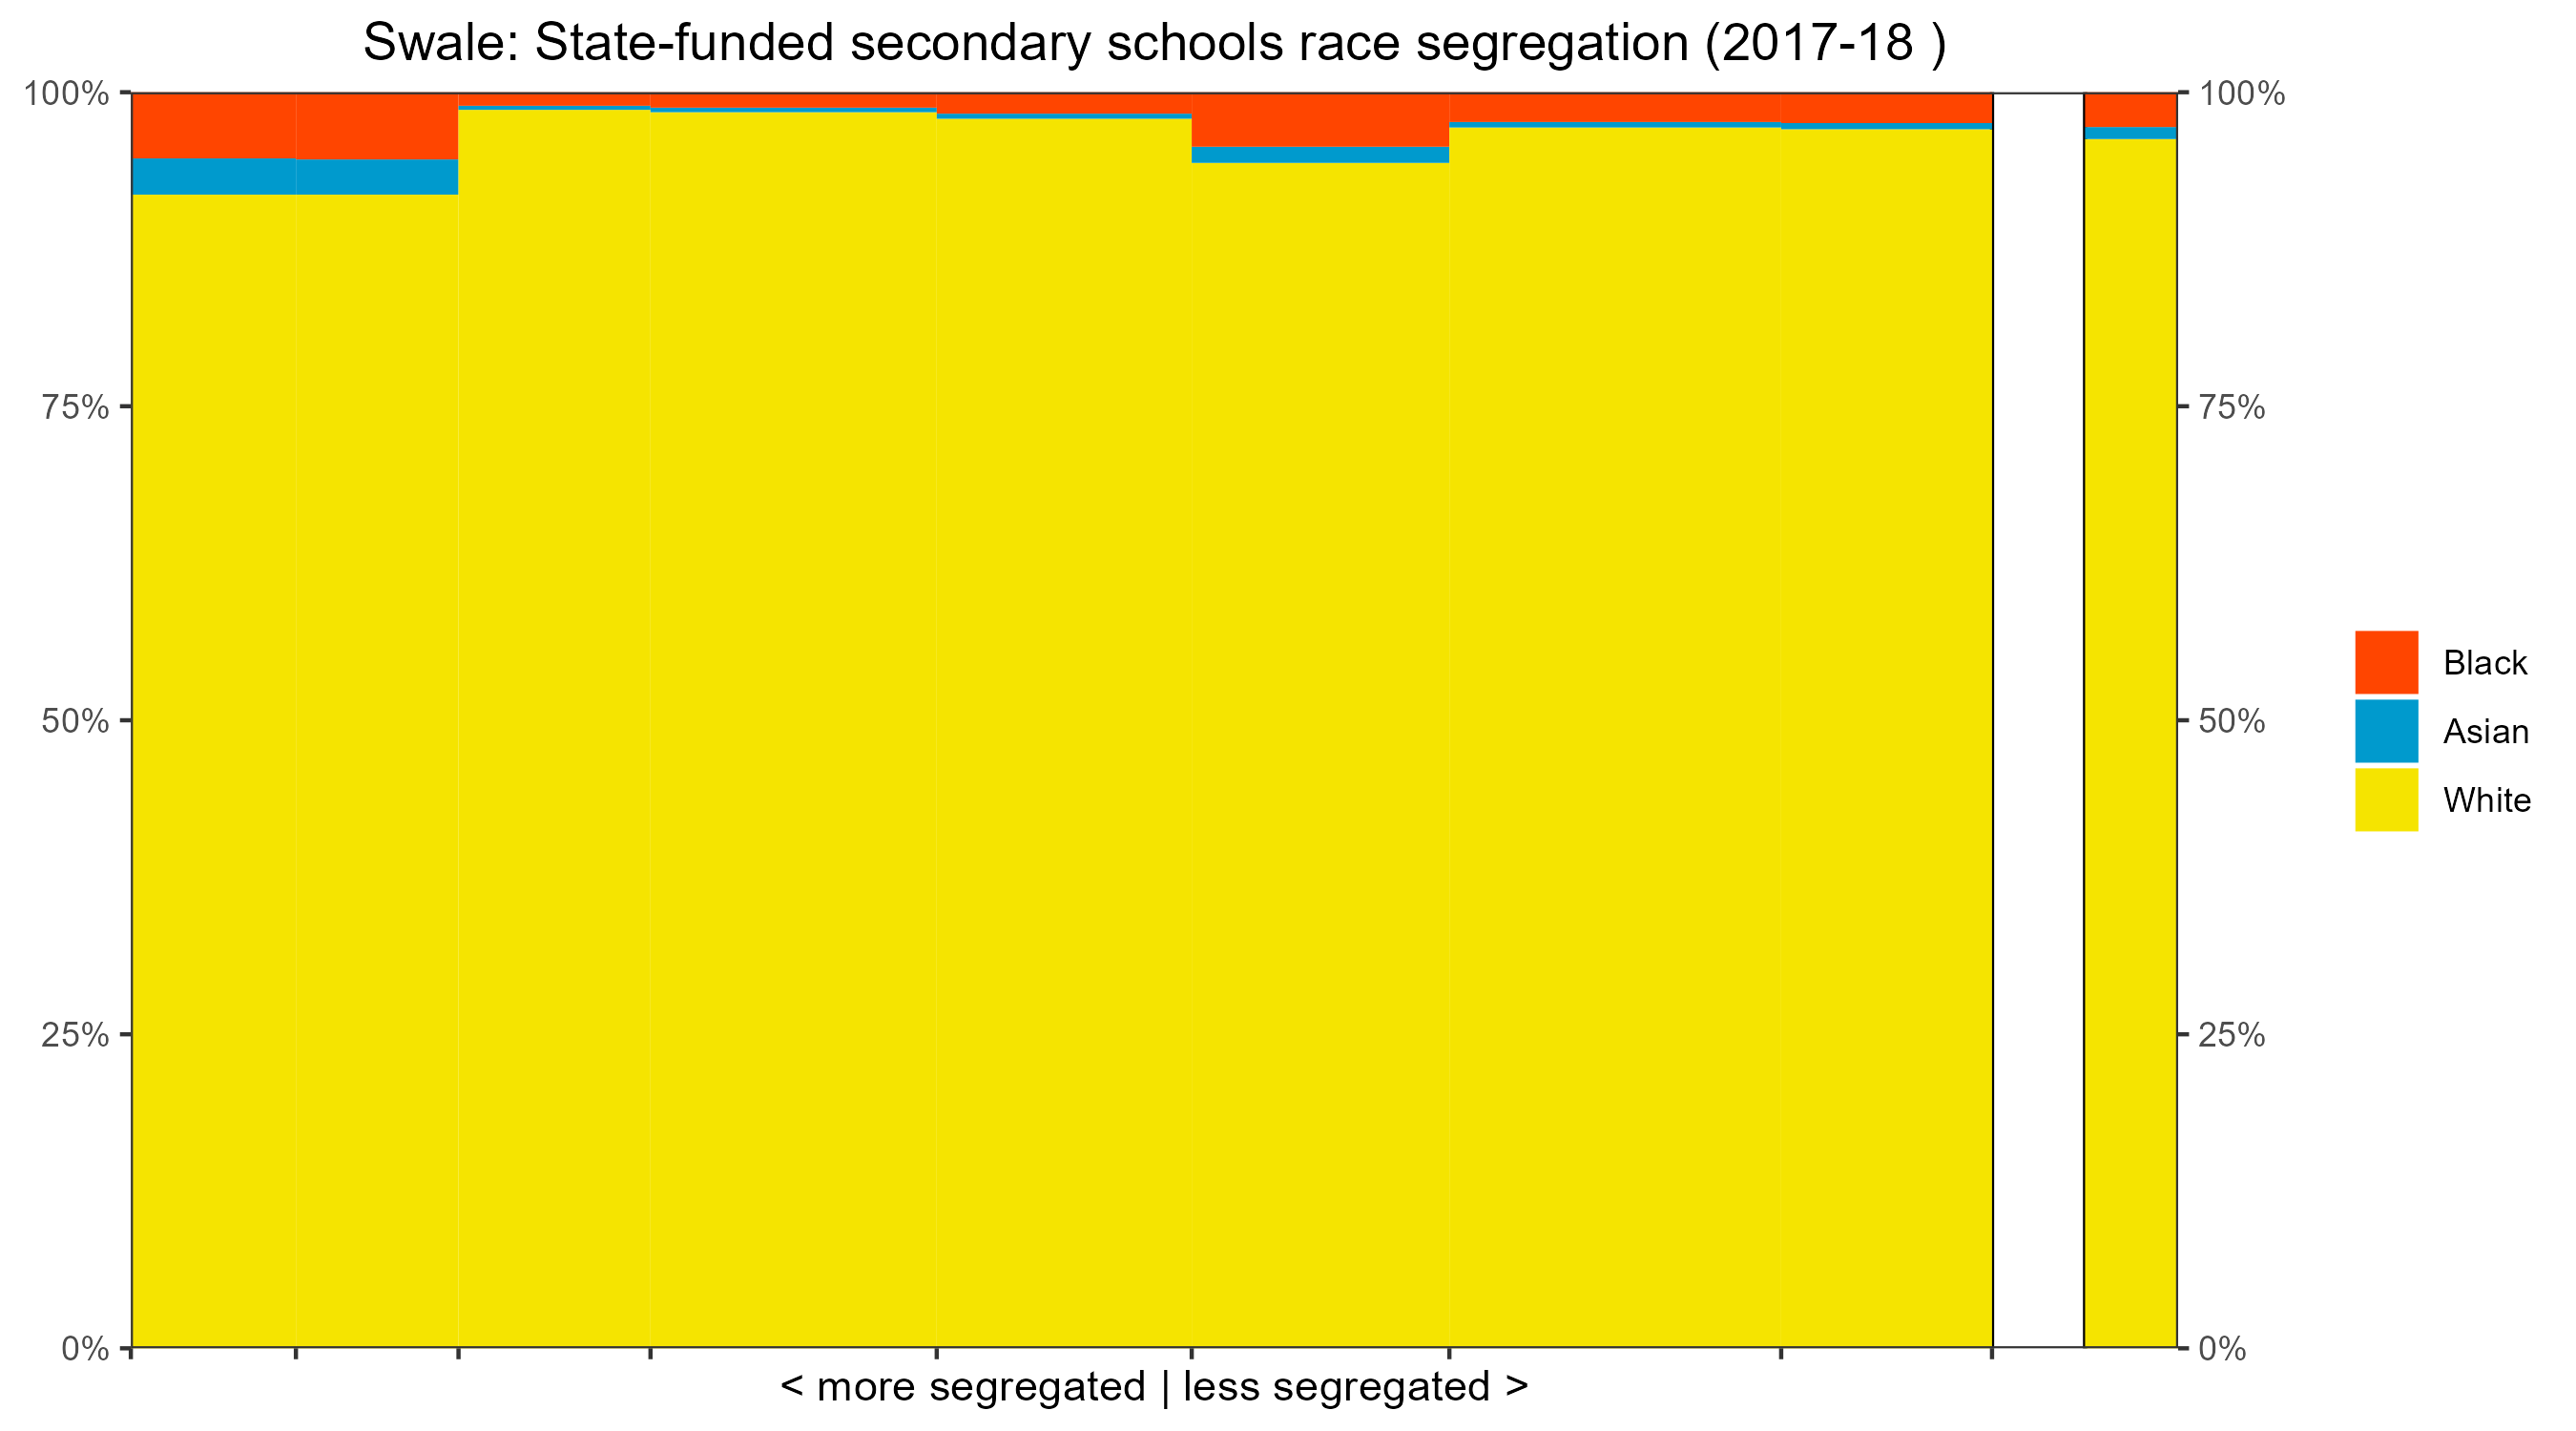 Swale: State-funded secondary schools race segregation (2017-18 )
100%
75%
50%
25%
0%
100%
75%
50%
25%
0%
Black
Asian
White
< more segregated | less segregated >